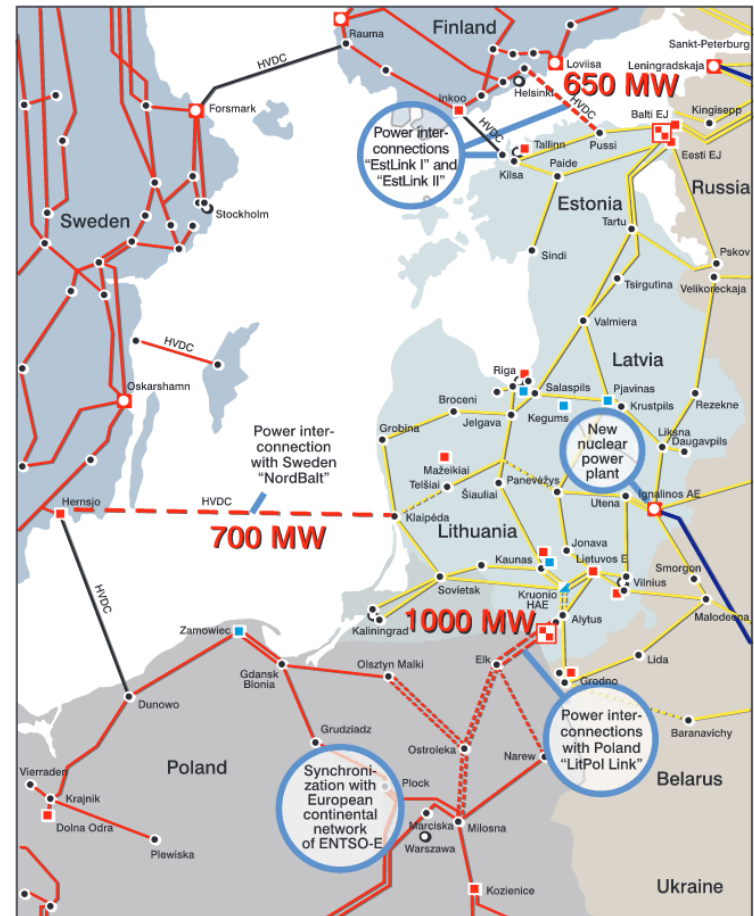 Finland
Sankt-Peterburg
Rauma
HVDC
Loviisa
Leningradskaja
650 MW
Helsinki
HVDC
Forsmark
Inkoo
HVDC
Balti EJ
Kingisepp
Power inter-
connections
“EstLink I” and
“EstLink II”
Tallinn
Pussi
Eesti EJ
Kilsa
Paide
Russia
Estonia
Sweden
Stockholm
Tartu
Sindi
Pskov
Tsirgutina
Velikoreckaja
Valmiera
HVDC
Latvia
Riga
Oskarshamn
Salaspils
Pjavinas
Broceni
Kegums
Krustpils
Rezekne
Jelgava
Grobina
New
nuclear
power
plant
Liksna
Daugavpils
Power inter-
connection
with Sweden
“NordBalt”
Mažeikiai
Telšiai
Šiauliai
Panevėžys
Ignalinos AE
Utena
Hernsjo
HVDC
Klaipėda
700 MW
Lithuania
Jonava
Kaunas
Lietuvos E
Smorgon
HVDC
Sovietsk
Kruonio
HAE
Vilnius
1000 MW
Alytus
Malodecna
Zamowiec
Kaliningrad
Gdansk
Blonia
Olsztyn Malki
Elk
Lida
Grodno
Dunowo
Power inter-
connections
with Poland
“LitPol Link”
Baranavichy
Grudziadz
Ostroleka
Narew
Poland
Synchroni-
zation with
European
continental
network
of ENTSO-E
Vierraden
Plock
Belarus
Krajnik
Dolna Odra
Marciska
Milosna
Warszawa
Plewiska
Kozienice
Ukraine